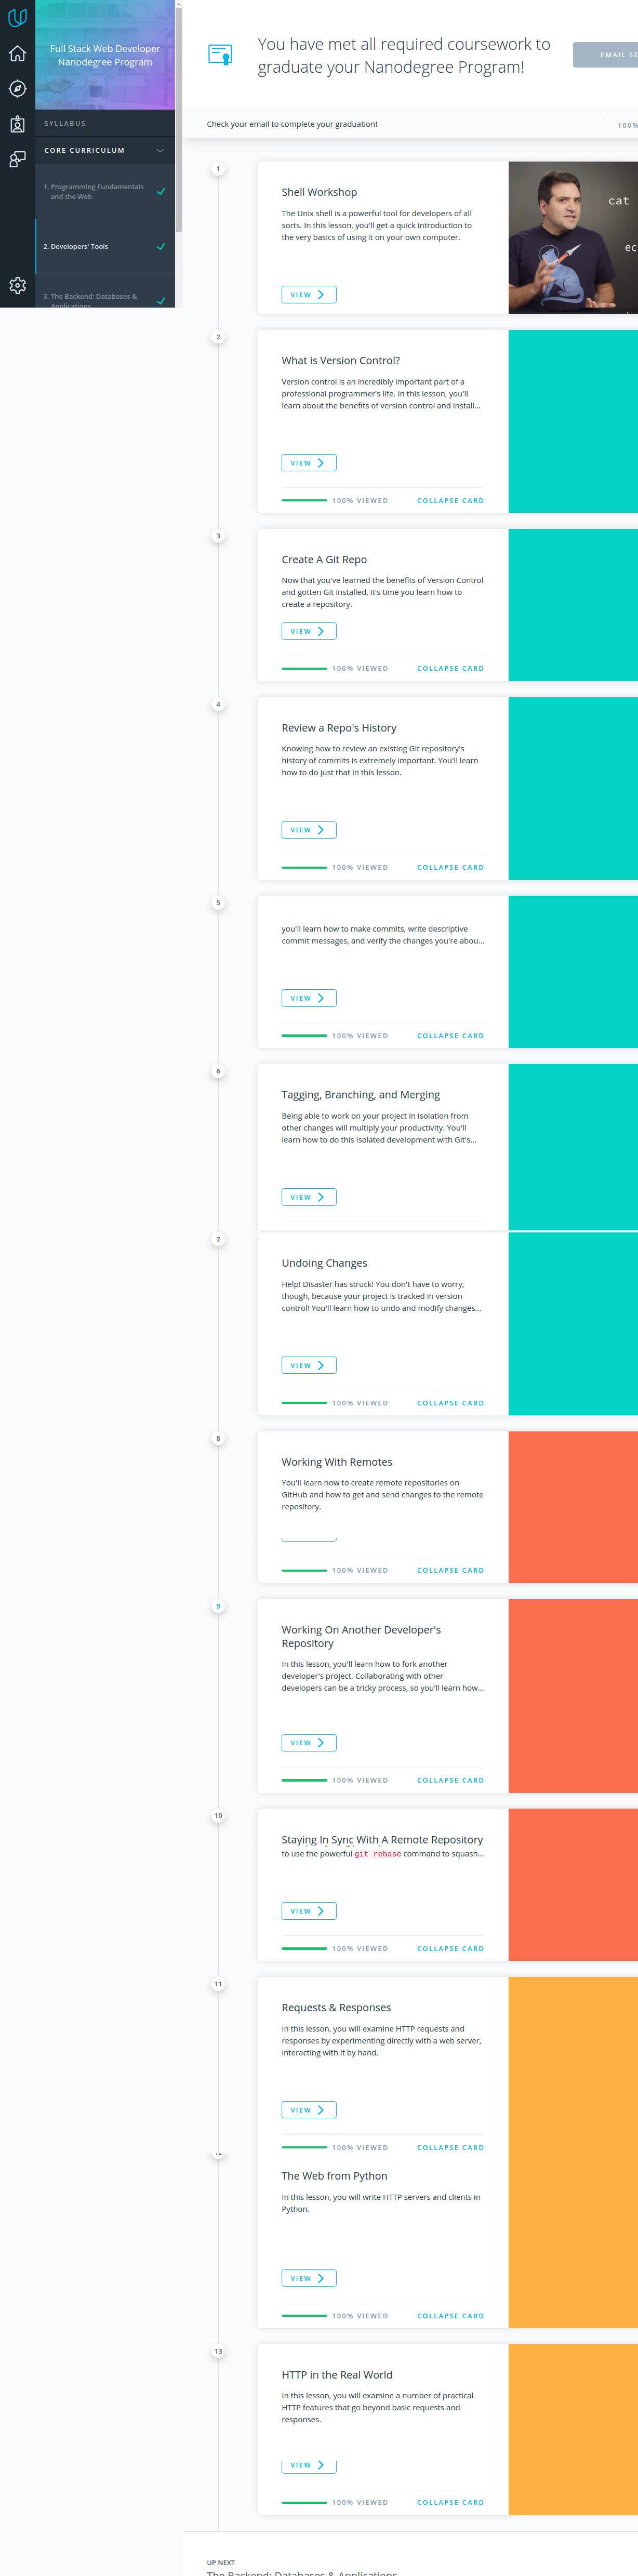 Full Stack Web Developer
Nanodegree Program
SYLLABUS
CORE CURRICULUM
1. Programming Fundamentals
and the Web
2. Developers' Tools
3. The Backend: Databases &
Applications
You have met all required coursework to
graduate your Nanodegree Program!
EMAIL SE
Check your email to complete your graduation!
100%
1
Shell Workshop
The Unix shell is a powerful tool for developers of all
sorts. In this lesson, you'll get a quick introduction to
the very basics of using it on your own computer.
VIEW
cat
ec
2
What is Version Control?
Version control is an incredibly important part of a
professional programmer's life. In this lesson, you'll
learn about the benefits of version control and install...
VIEW
100% VIEWED
COLLAPSE CARD
3
Create A Git Repo
Now that you've learned the benefits of Version Control
and gotten Git installed, it's time you learn how to
create a repository.
VIEW
100% VIEWED
COLLAPSE CARD
4
Review a Repo's History
Knowing how to review an existing Git repository's
history of commits is extremely important. You'll learn
how to do just that in this lesson.
VIEW
100% VIEWED
COLLAPSE CARD
5
you'll learn how to make commits, write descriptive
commit messages, and verify the changes you're abou...
VIEW
100% VIEWED
COLLAPSE CARD
6
Tagging, Branching, and Merging
Being able to work on your project in isolation from
other changes will multiply your productivity. You'll
learn how to do this isolated development with Git's...
VIEW
7
Undoing Changes
Help! Disaster has struck! You don't have to worry,
though, because your project is tracked in version
control! You'll learn how to undo and modify changes...
VIEW
100% VIEWED
COLLAPSE CARD
8
Working With Remotes
You'll learn how to create remote repositories on
GitHub and how to get and send changes to the remote
repository.
100% VIEWED
COLLAPSE CARD
9
Working On Another Developer's
Repository
In this lesson, you'll learn how to fork another
developer's project. Collaborating with other
developers can be a tricky process, so you'll learn how...
VIEW
100% VIEWED
COLLAPSE CARD
10
Staying In Sync With A Remote Repository
to use the powerful git rebase command to squash...
VIEW
100% VIEWED
COLLAPSE CARD
11
Requests & Responses
In this lesson, you will examine HTTP requests and
responses by experimenting directly with a web server,
interacting with it by hand.
VIEW
100% VIEWED
COLLAPSE CARD
The Web from Python
In this lesson, you will write HTTP servers and clients in
Python.
VIEW
100% VIEWED
COLLAPSE CARD
13
HTTP in the Real World
In this lesson, you will examine a number of practical
HTTP features that go beyond basic requests and
responses.
VIEW
100% VIEWED
COLLAPSE CARD
UP NEXT
The Backend: Databases & Applications